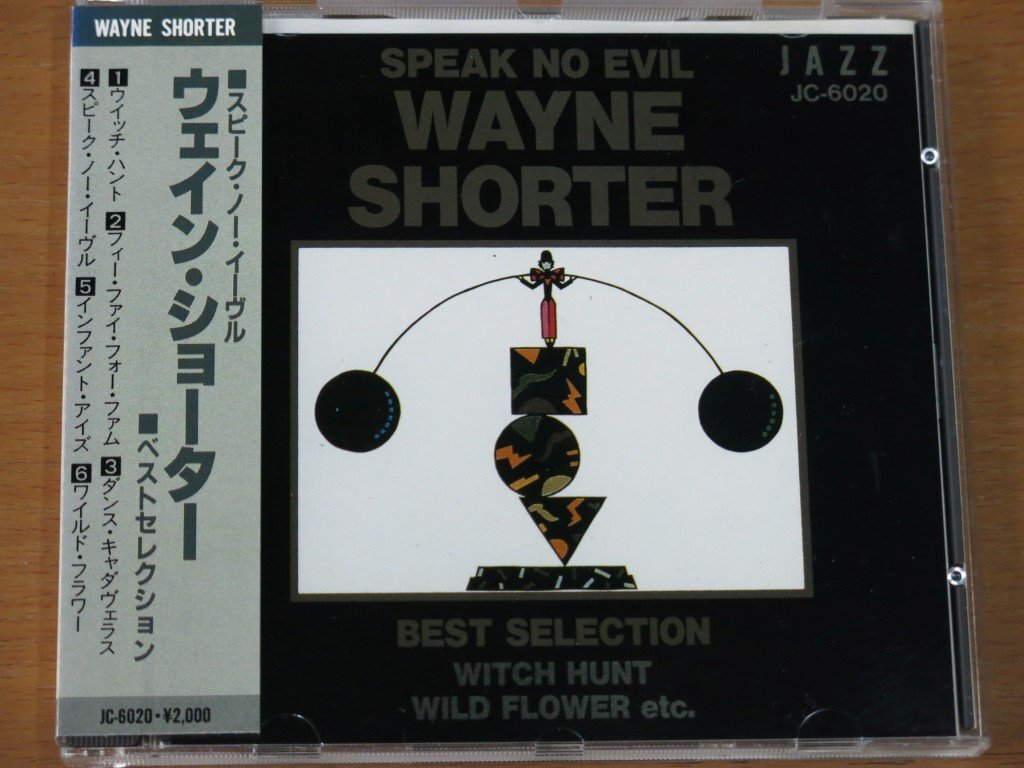 WAYNE SHORTER
■スピーク・ノー・イーヴル
ウェイン・ショーター
■ベストセレクション
1ウイッチ・ハント 2フィー・ファイ・フォー・ファム 3ダンス・キャダヴェラス
4スピーク・ノー・イーヴル 5インファント・アイズ 6ワイルド・フラワー
JC-6020・¥2,000
SPEAK NO EVIL
WAYNE
SHORTER
JAZZ
JC-6020
BEST SELECTION
WITCH HUNT
WILD FLOWER etc.